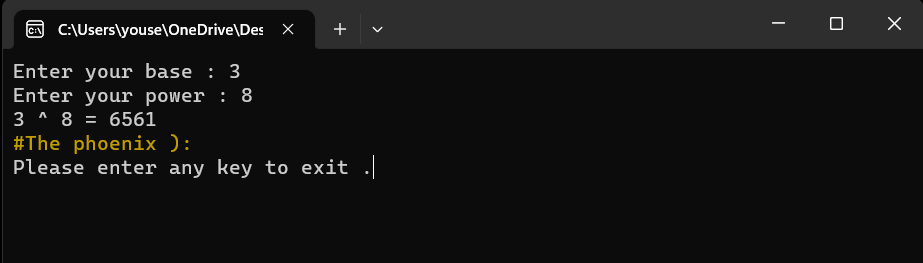 C:\Users\youse\OneDrive\Des
Enter your base : 3
Enter your power : 8
3 ^ 8 = 6561
#The phoenix ):
Please enter any key to exit .